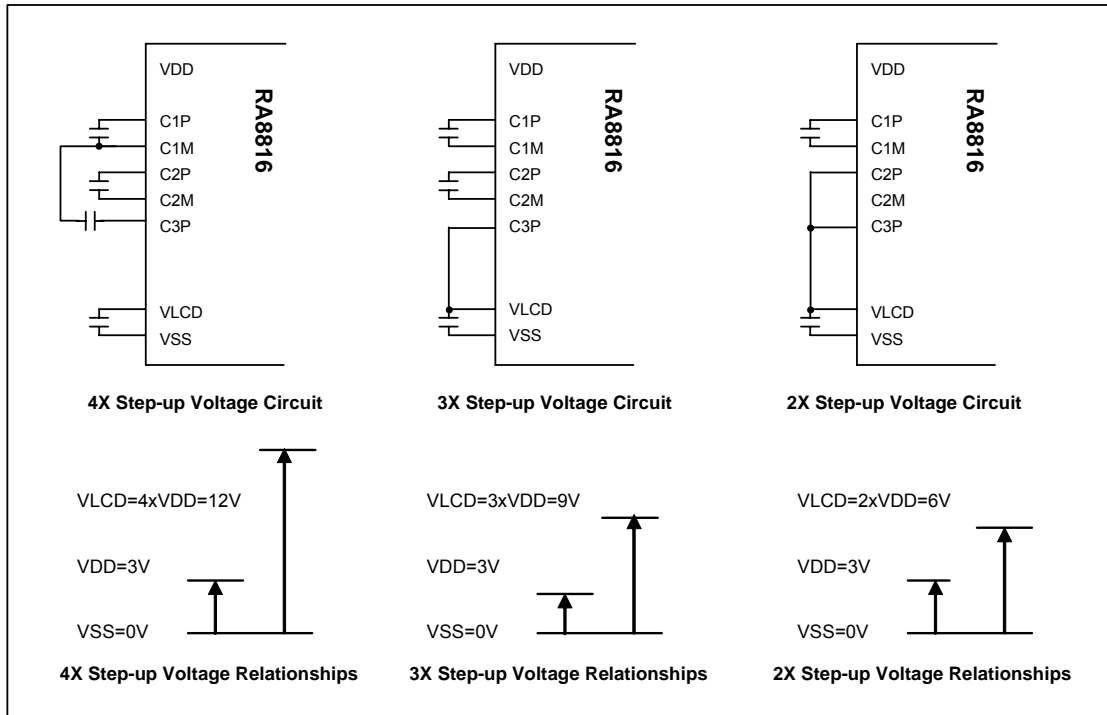 VDD
C1P
C1M
C2P
C2M
C3P
VLCD
VSS
RA8816
4X Step-up Voltage Circuit
VDD
C1P
C1M
C2P
C2M
C3P
VLCD
VSS
RA8816
3X Step-up Voltage Circuit
VDD
C1P
C1M
C2P
C2M
C3P
VLCD
VSS
RA8816
2X Step-up Voltage Circuit
VLCD=4xVDD=12V
VDD=3V
VSS=0V
4X Step-up Voltage Relationships
VLCD=3xVDD=9V
VDD=3V
VSS=0V
3X Step-up Voltage Relationships
VLCD=2xVDD=6V
VDD=3V
VSS=0V
2X Step-up Voltage Relationships